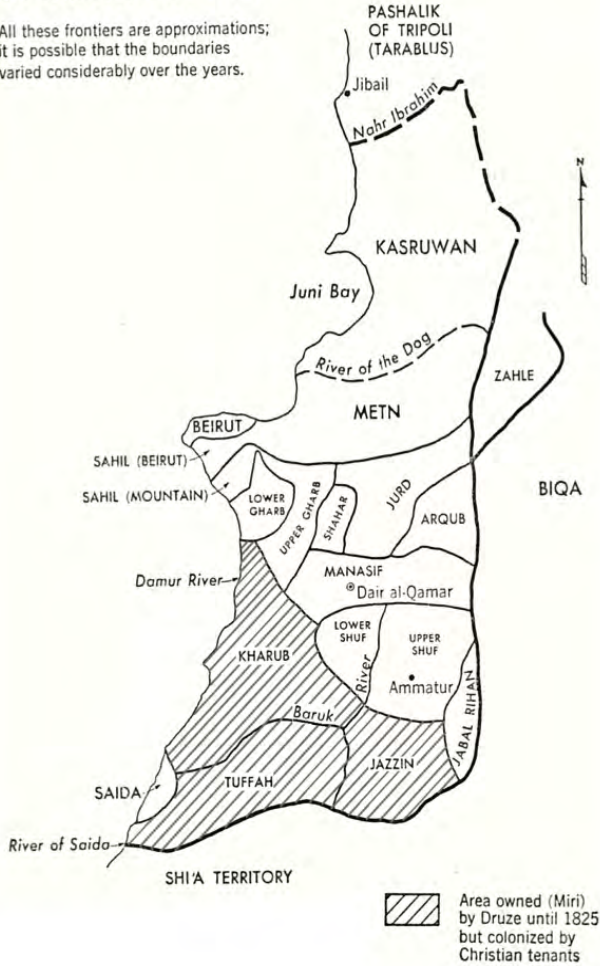 All these frontiers are approximations;
it is possible that the boundaries
varied considerably over the years.
PASHALIK
OF TRIPOLI
(TARABLUS)
Jibail
Nahr Ibrahim
N
KASRUWAN
Juni Bay
River of the Dog
ZAHLE
METN
BEIRUT
SAHIL (BEIRUT)
SAHIL (MOUNTAIN)
LOWER
GHARB
UPPER GHARB
SHAHAR
JURD
ARQUB
BIQA
MANASIF
Dair al-Qamar
Damur River
LOWER
SHUF
UPPER
SHUF
KHARUB
River
Ammatur
JABAL RIHAN
Baruk
JAZZIN
TUFFAH
SAIDA
River of Saida
SHI'A TERRITORY
Area owned (Miri)
by Druze until 1825
but colonized by
Christian tenants